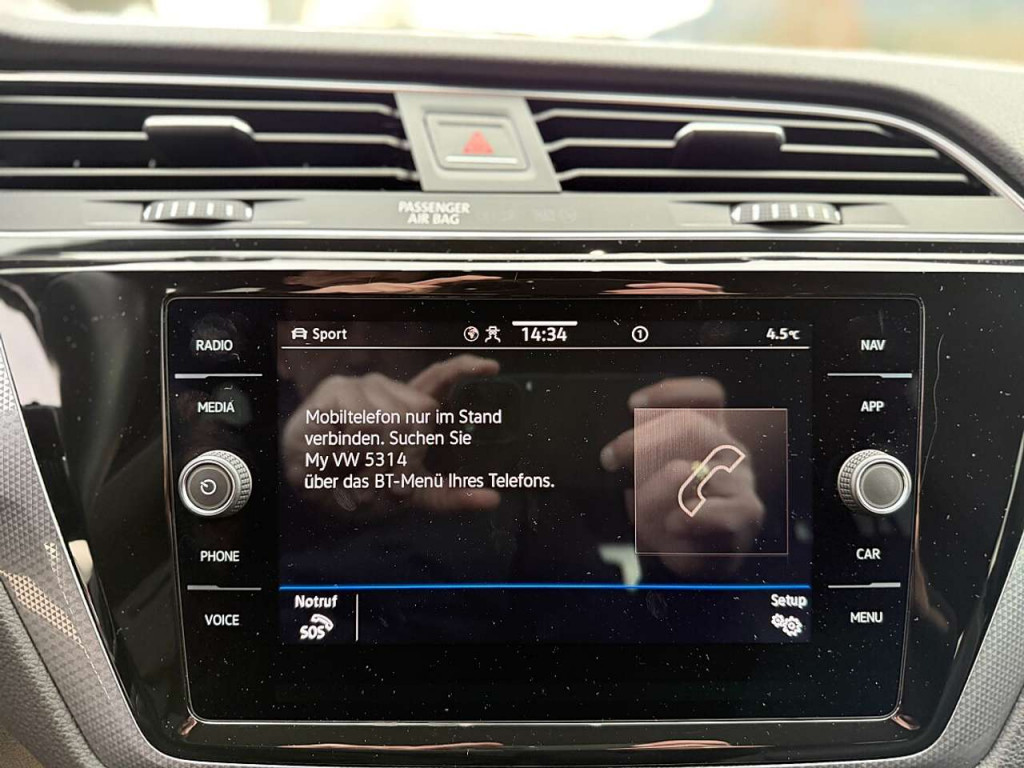 PASSENGER
AIR BAG
RADIO
MEDIA
PHONE
VOICE
Sport
14:34
1
4.5°C
Mobiltelefon nur im Stand
verbinden. Suchen Sie
My VW 5314
über das BT-Menü Ihres Telefons.
Notruf
SOS
Setup
NAV
APP
CAR
MENU